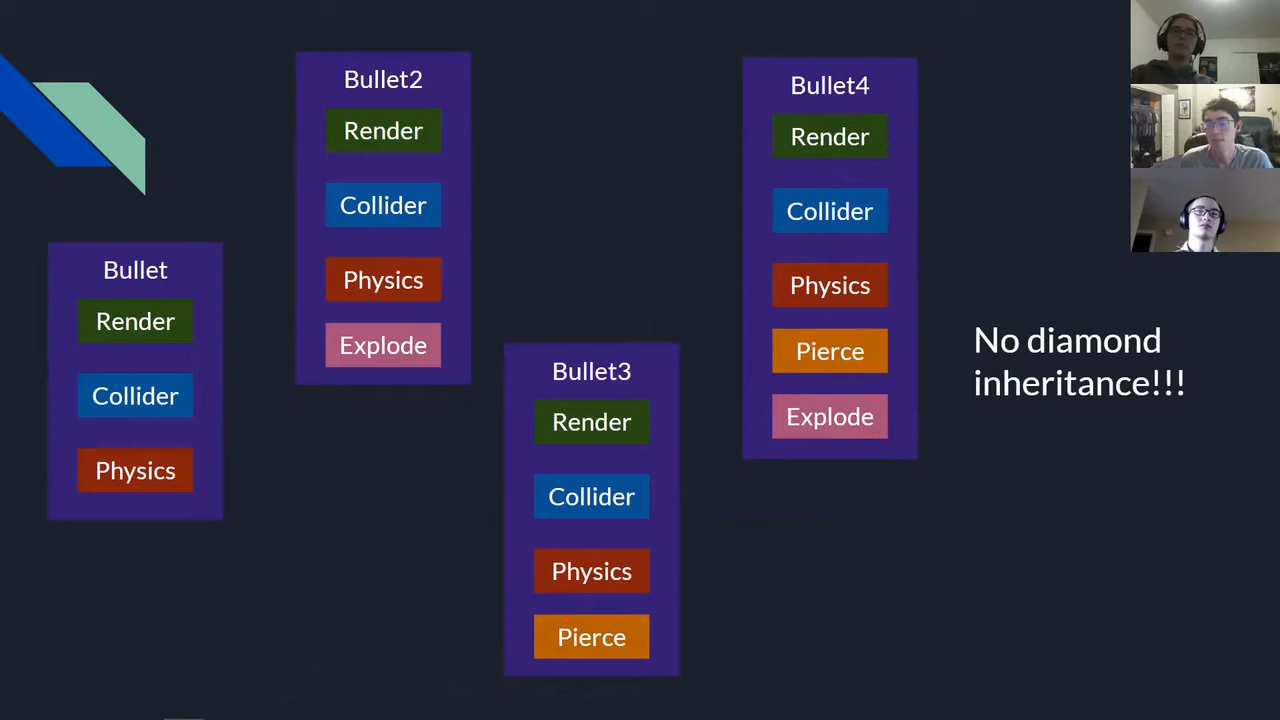 Bullet
Render
Collider
Physics
Bullet2
Render
Collider
Physics
Explode
Bullet3
Render
Collider
Physics
Pierce
Bullet4
Render
Collider
Physics
Pierce
Explode
No diamond
inheritance!!!